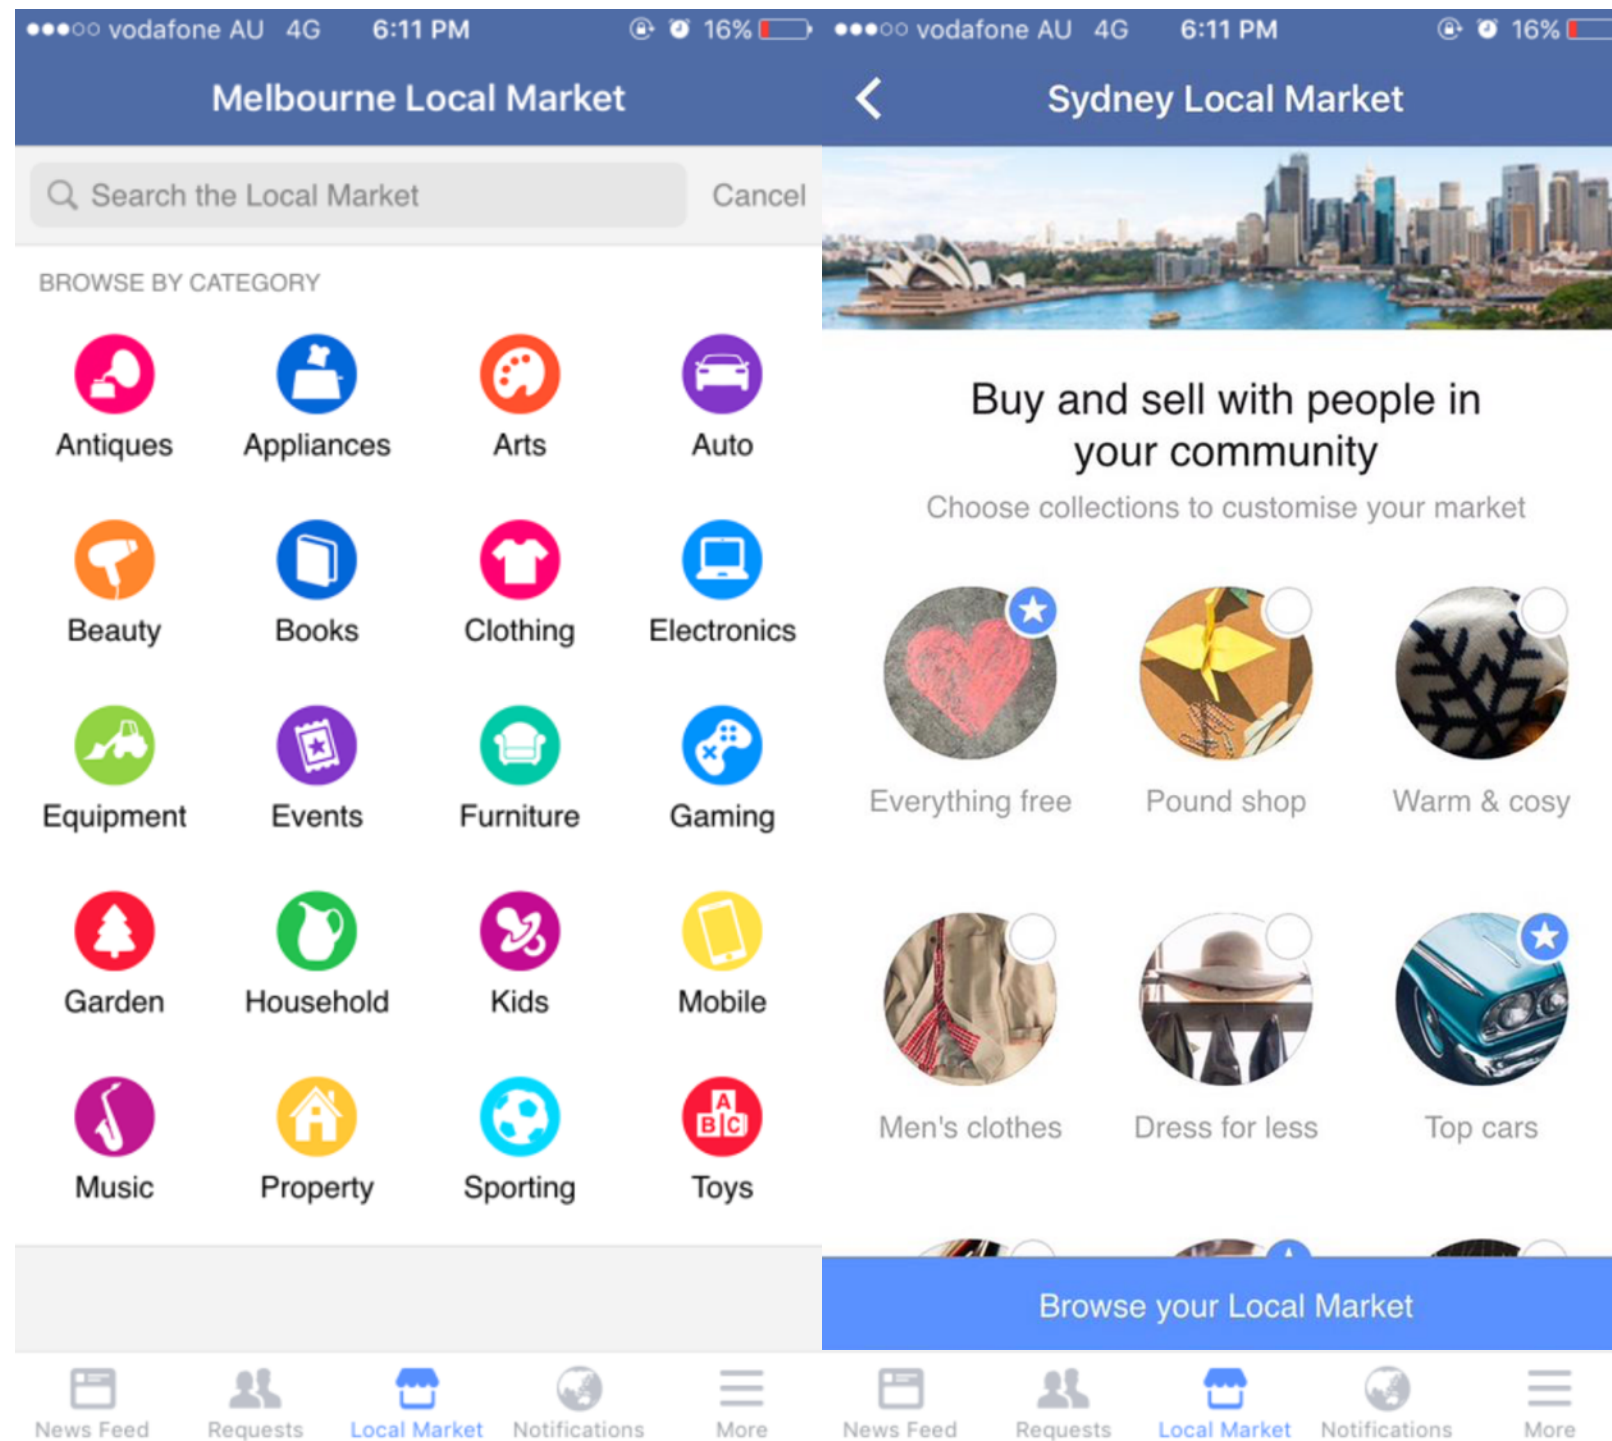 vodafone AU 4G 6:11 PM 16%
Melbourne Local Market
Search the Local Market Cancel
BROWSE BY CATEGORY
Antiques Appliances Arts Auto
Beauty Books Clothing Electronics
Equipment Events Furniture Gaming
Garden Household Kids Mobile
A
B C
Music Property Sporting Toys
News Feed Requests Local Market Notifications More
vodafone AU 4G 6:11 PM 16%
Sydney Local Market
Buy and sell with people in
your community
Choose collections to customise your market
Everything free Pound shop Warm & cosy
Men's clothes Dress for less Top cars
Browse your Local Market
News Feed Requests Local Market Notifications More